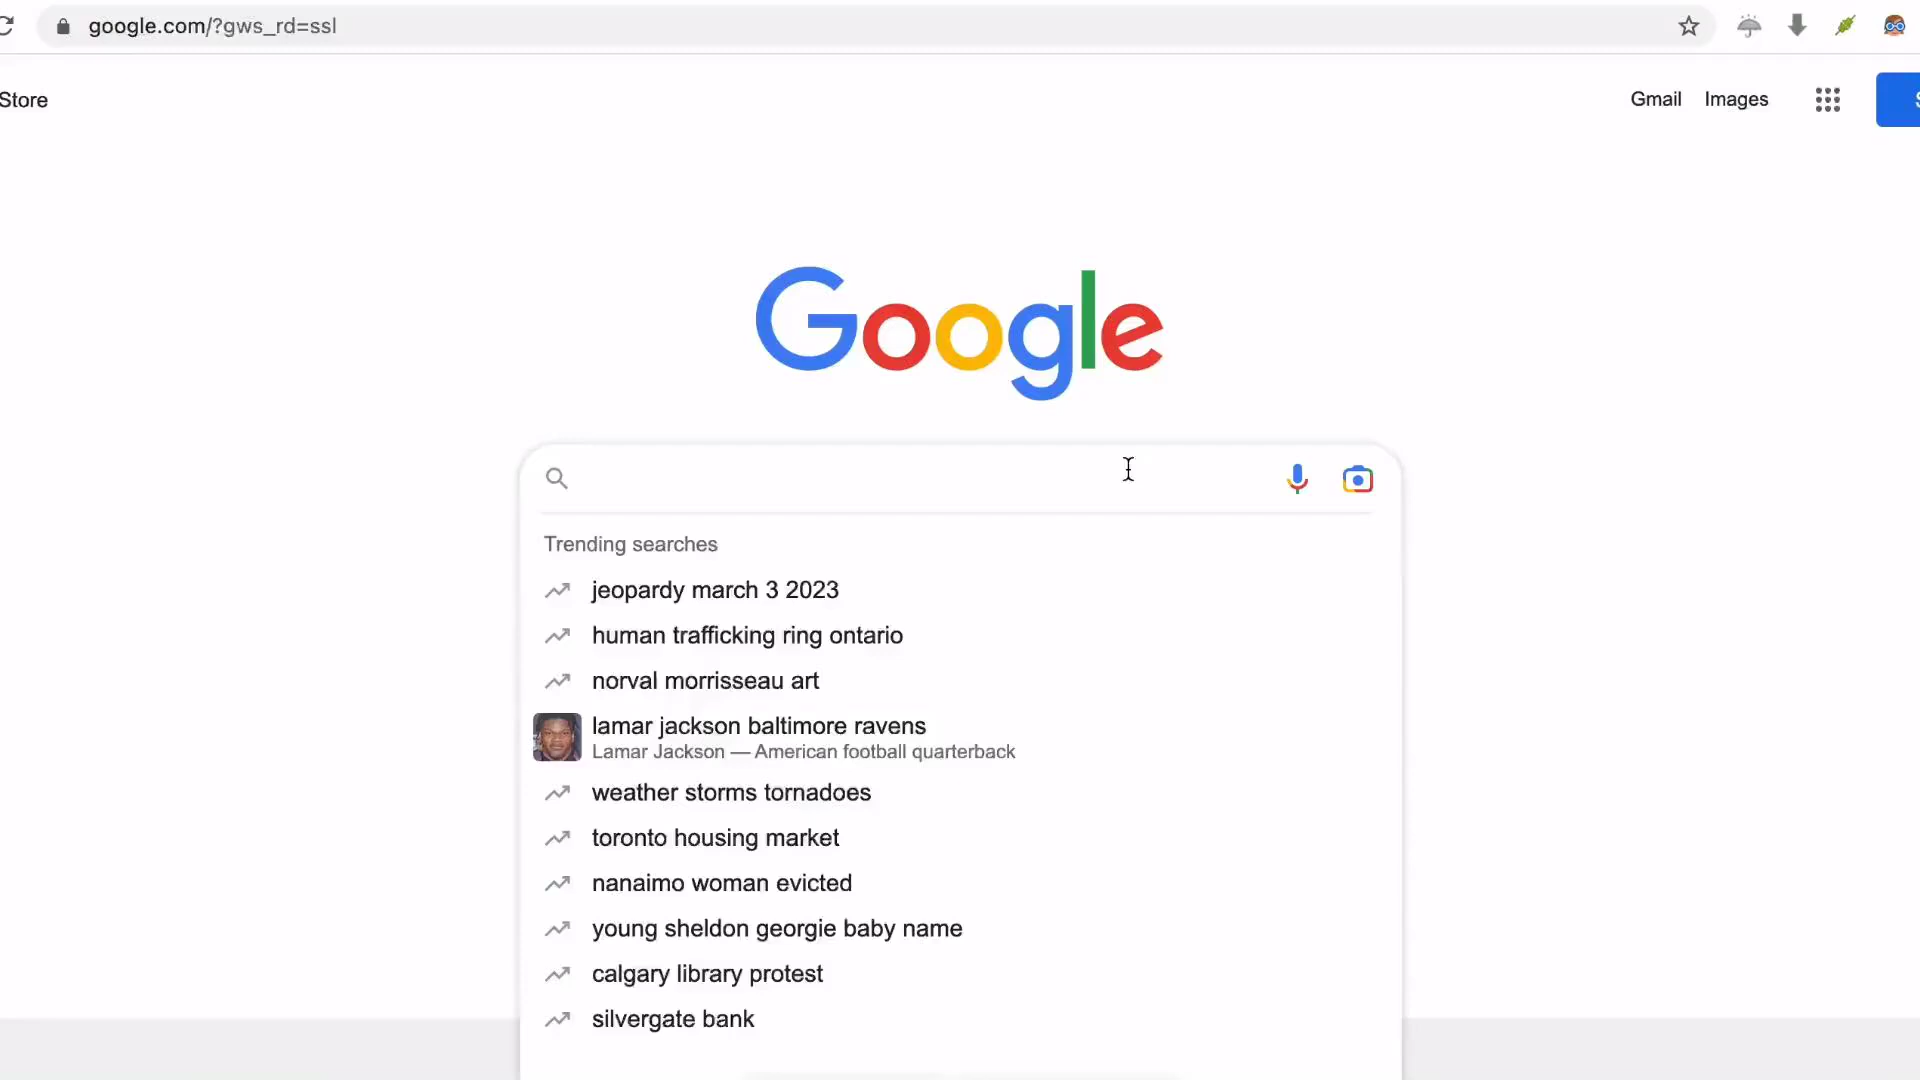 google.com/?gws_rd=ssl
Store
Gmail Images
Google
Trending searches
jeopardy march 3 2023
human trafficking ring ontario
norval morrisseau art
lamar jackson baltimore ravens
Lamar Jackson — American football quarterback
weather storms tornadoes
toronto housing market
nanaimo woman evicted
young sheldon georgie baby name
calgary library protest
silvergate bank